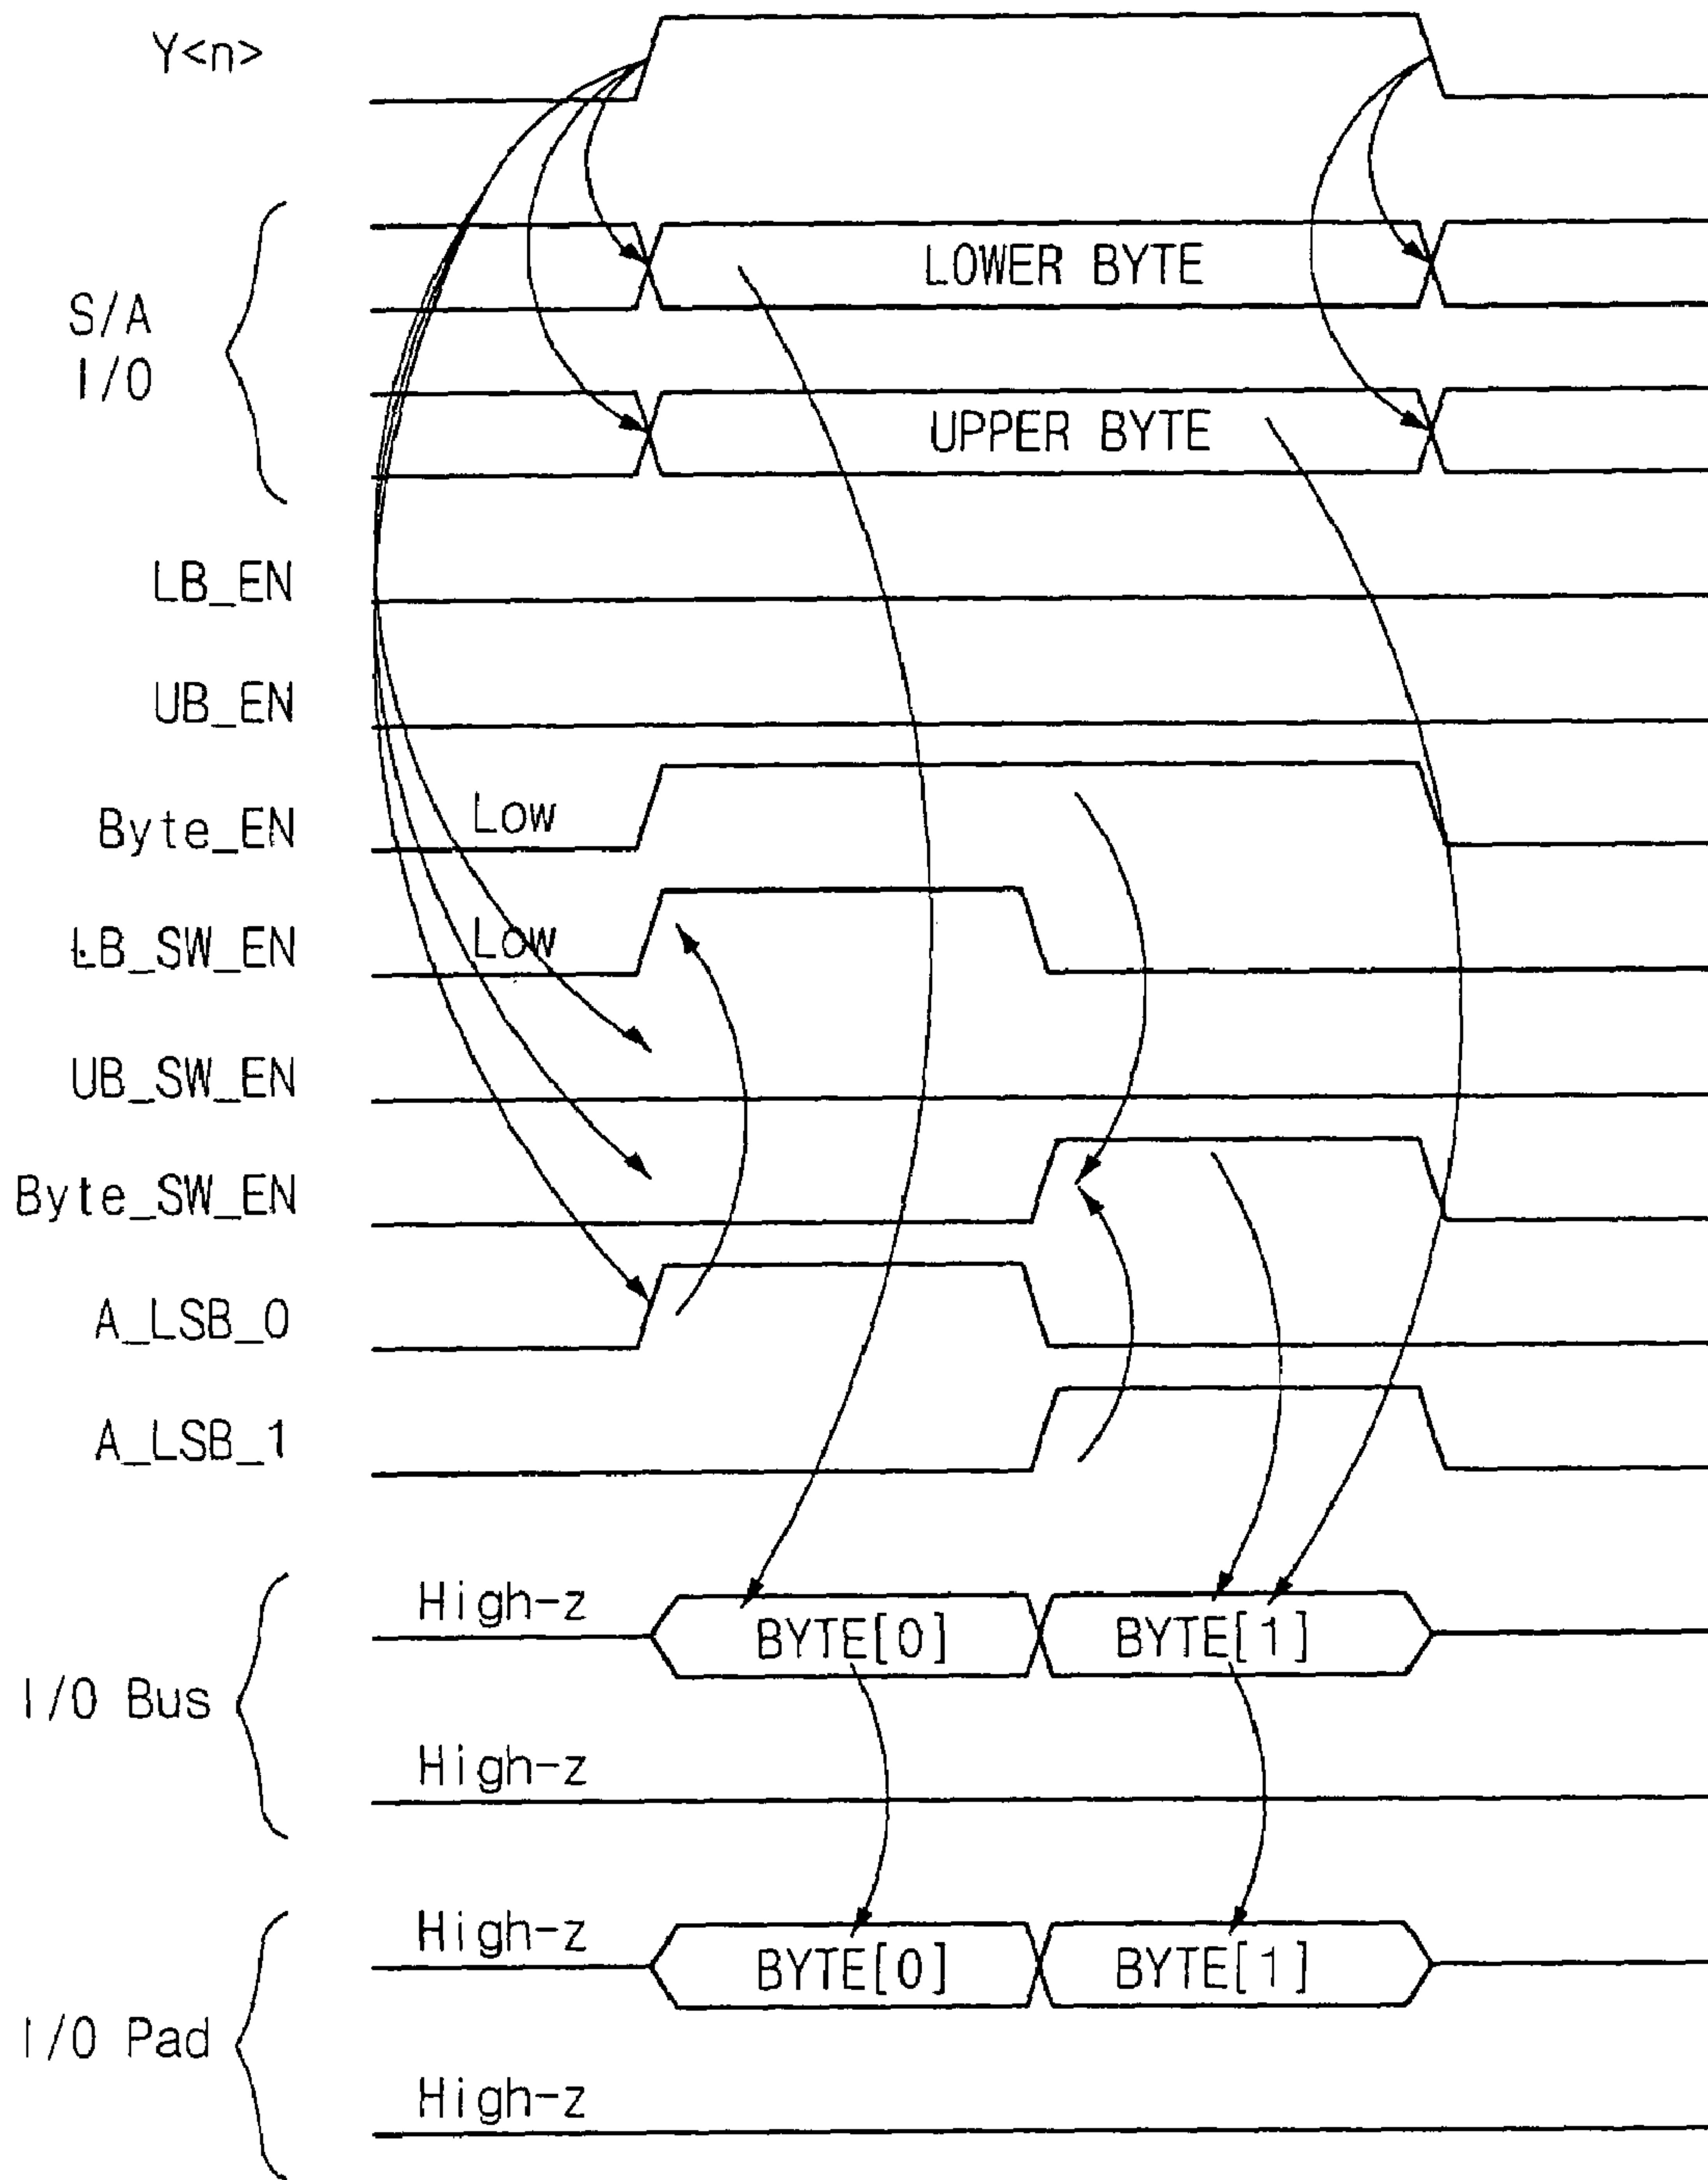 Y<n>
S/A
I/O
LOWER BYTE
UPPER BYTE
LB_EN
UB_EN
Byte_EN
Low
LB_SW_EN
Low
UB_SW_EN
Byte_SW_EN
A_LSB_0
A_LSB_1
I/O Bus
High-z
BYTE[0]
BYTE[1]
High-z
I/O Pad
High-z
BYTE[0]
BYTE[1]
High-z